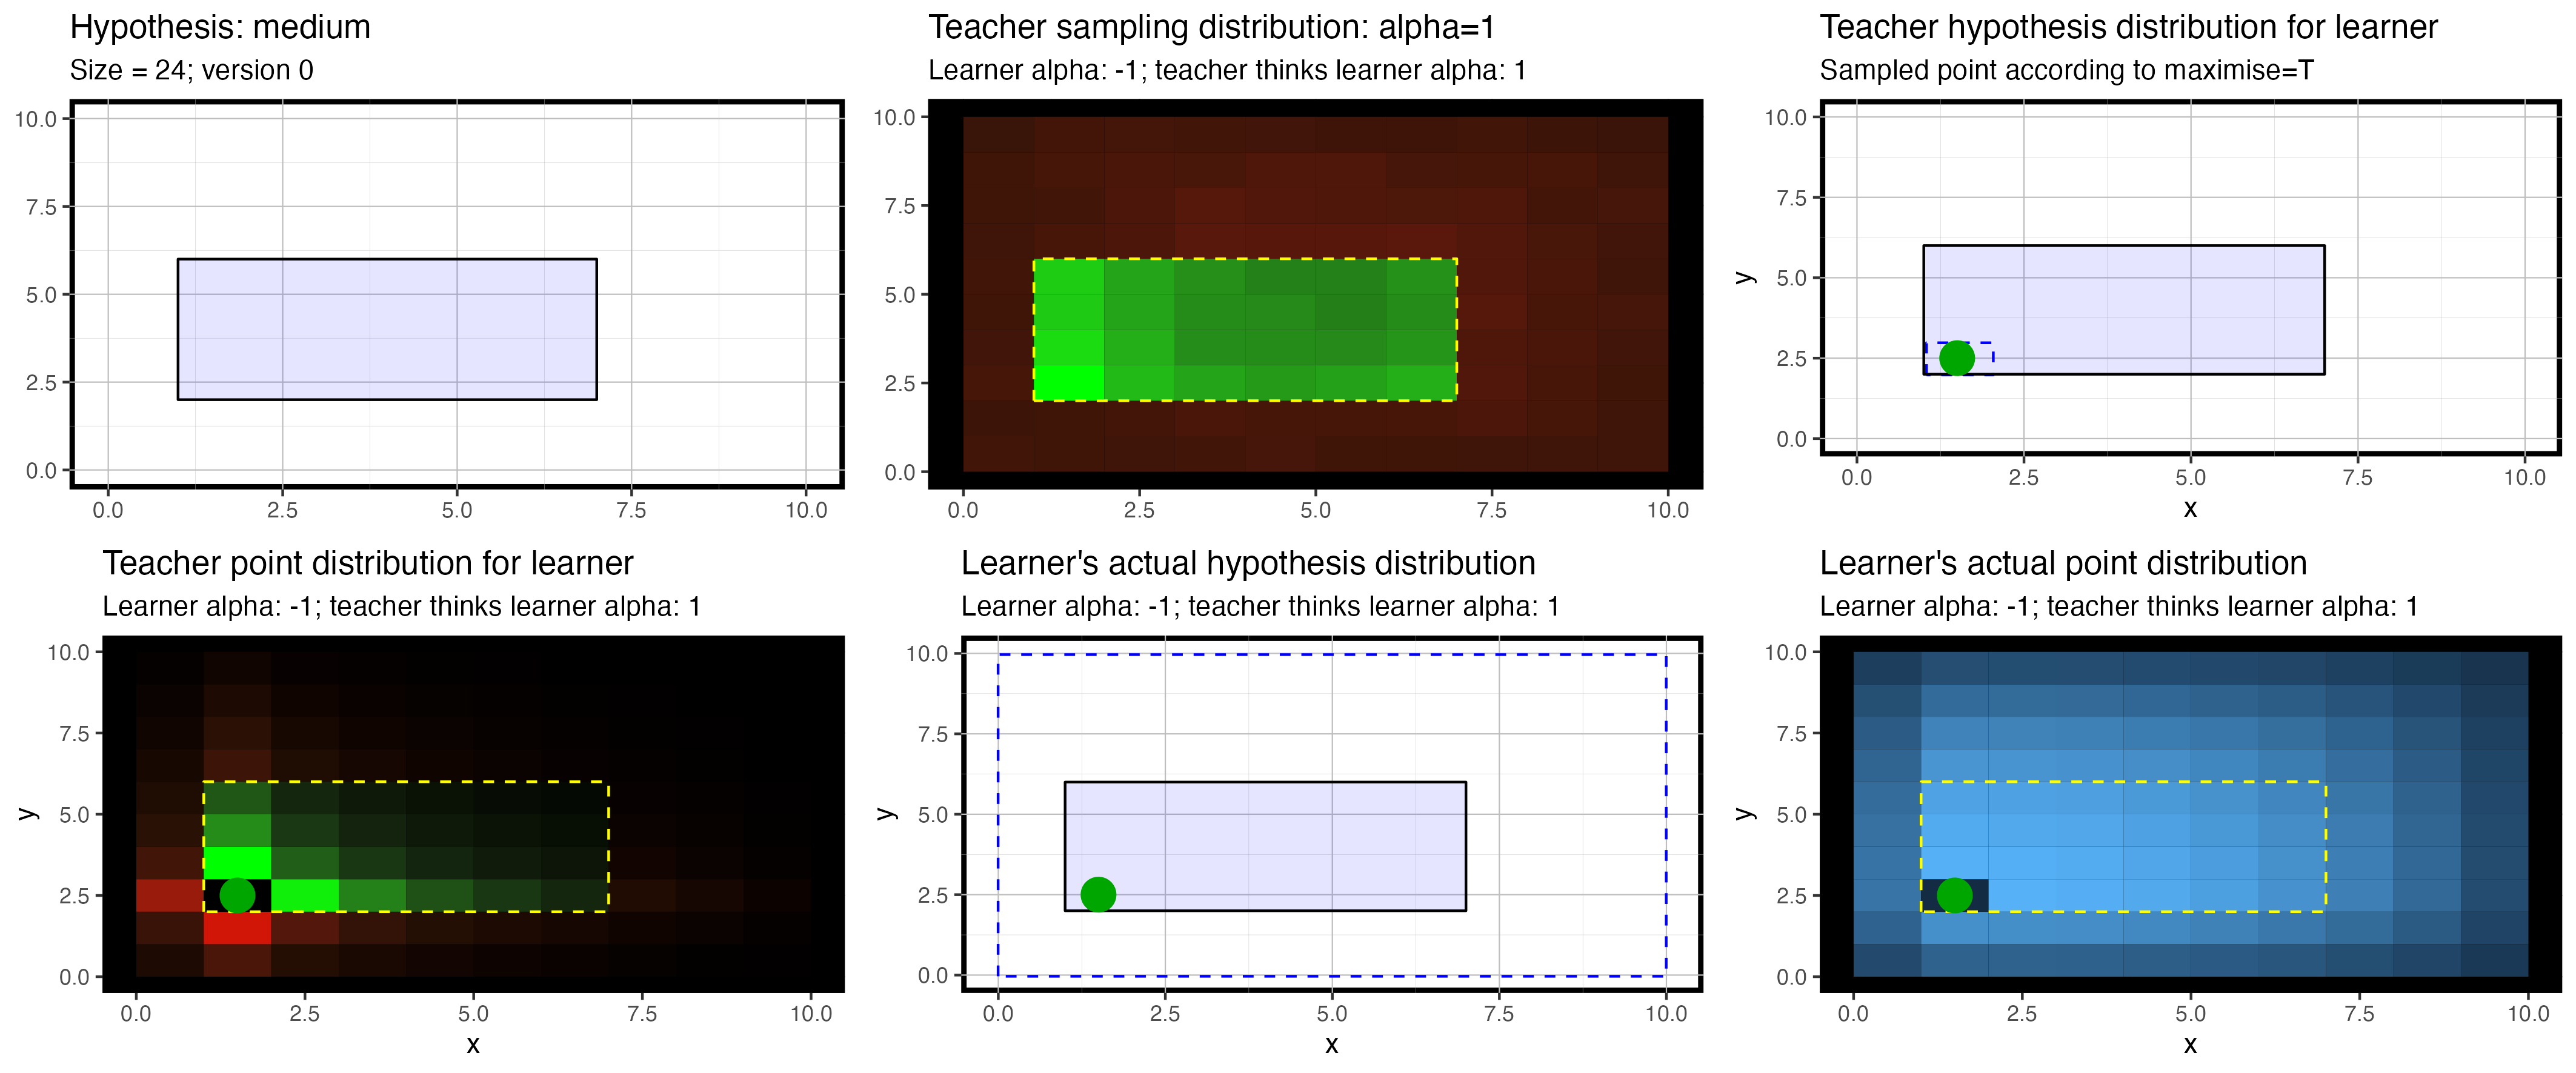 Hypothesis: medium
Size = 24; version 0
10.0
7.5
5.0
2.5
0.0
0.0 2.5 5.0 7.5 10.0
Teacher sampling distribution: alpha=1
Learner alpha: -1; teacher thinks learner alpha: 1
10.0
7.5
5.0
2.5
0.0
0.0 2.5 5.0 7.5 10.0
Teacher hypothesis distribution for learner
Sampled point according to maximise=T
y
10.0
7.5
5.0
2.5
0.0
0.0 2.5 5.0 7.5 10.0
x
Teacher point distribution for learner
Learner alpha: -1; teacher thinks learner alpha: 1
y
10.0
7.5
5.0
2.5
0.0
0.0 2.5 5.0 7.5 10.0
x
Learner's actual hypothesis distribution
Learner alpha: -1; teacher thinks learner alpha: 1
y
10.0
7.5
5.0
2.5
0.0
0.0 2.5 5.0 7.5 10.0
x
Learner's actual point distribution
Learner alpha: -1; teacher thinks learner alpha: 1
y
10.0
7.5
5.0
2.5
0.0
0.0 2.5 5.0 7.5 10.0
x